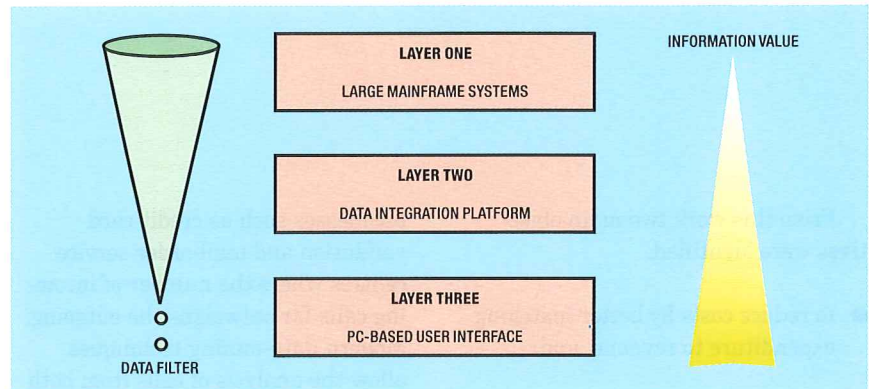 LAYER ONE
LARGE MAINFRAME SYSTEMS
INFORMATION VALUE
LAYER TWO
DATA INTEGRATION PLATFORM
LAYER THREE
PC-BASED USER INTERFACE
DATA FILTER